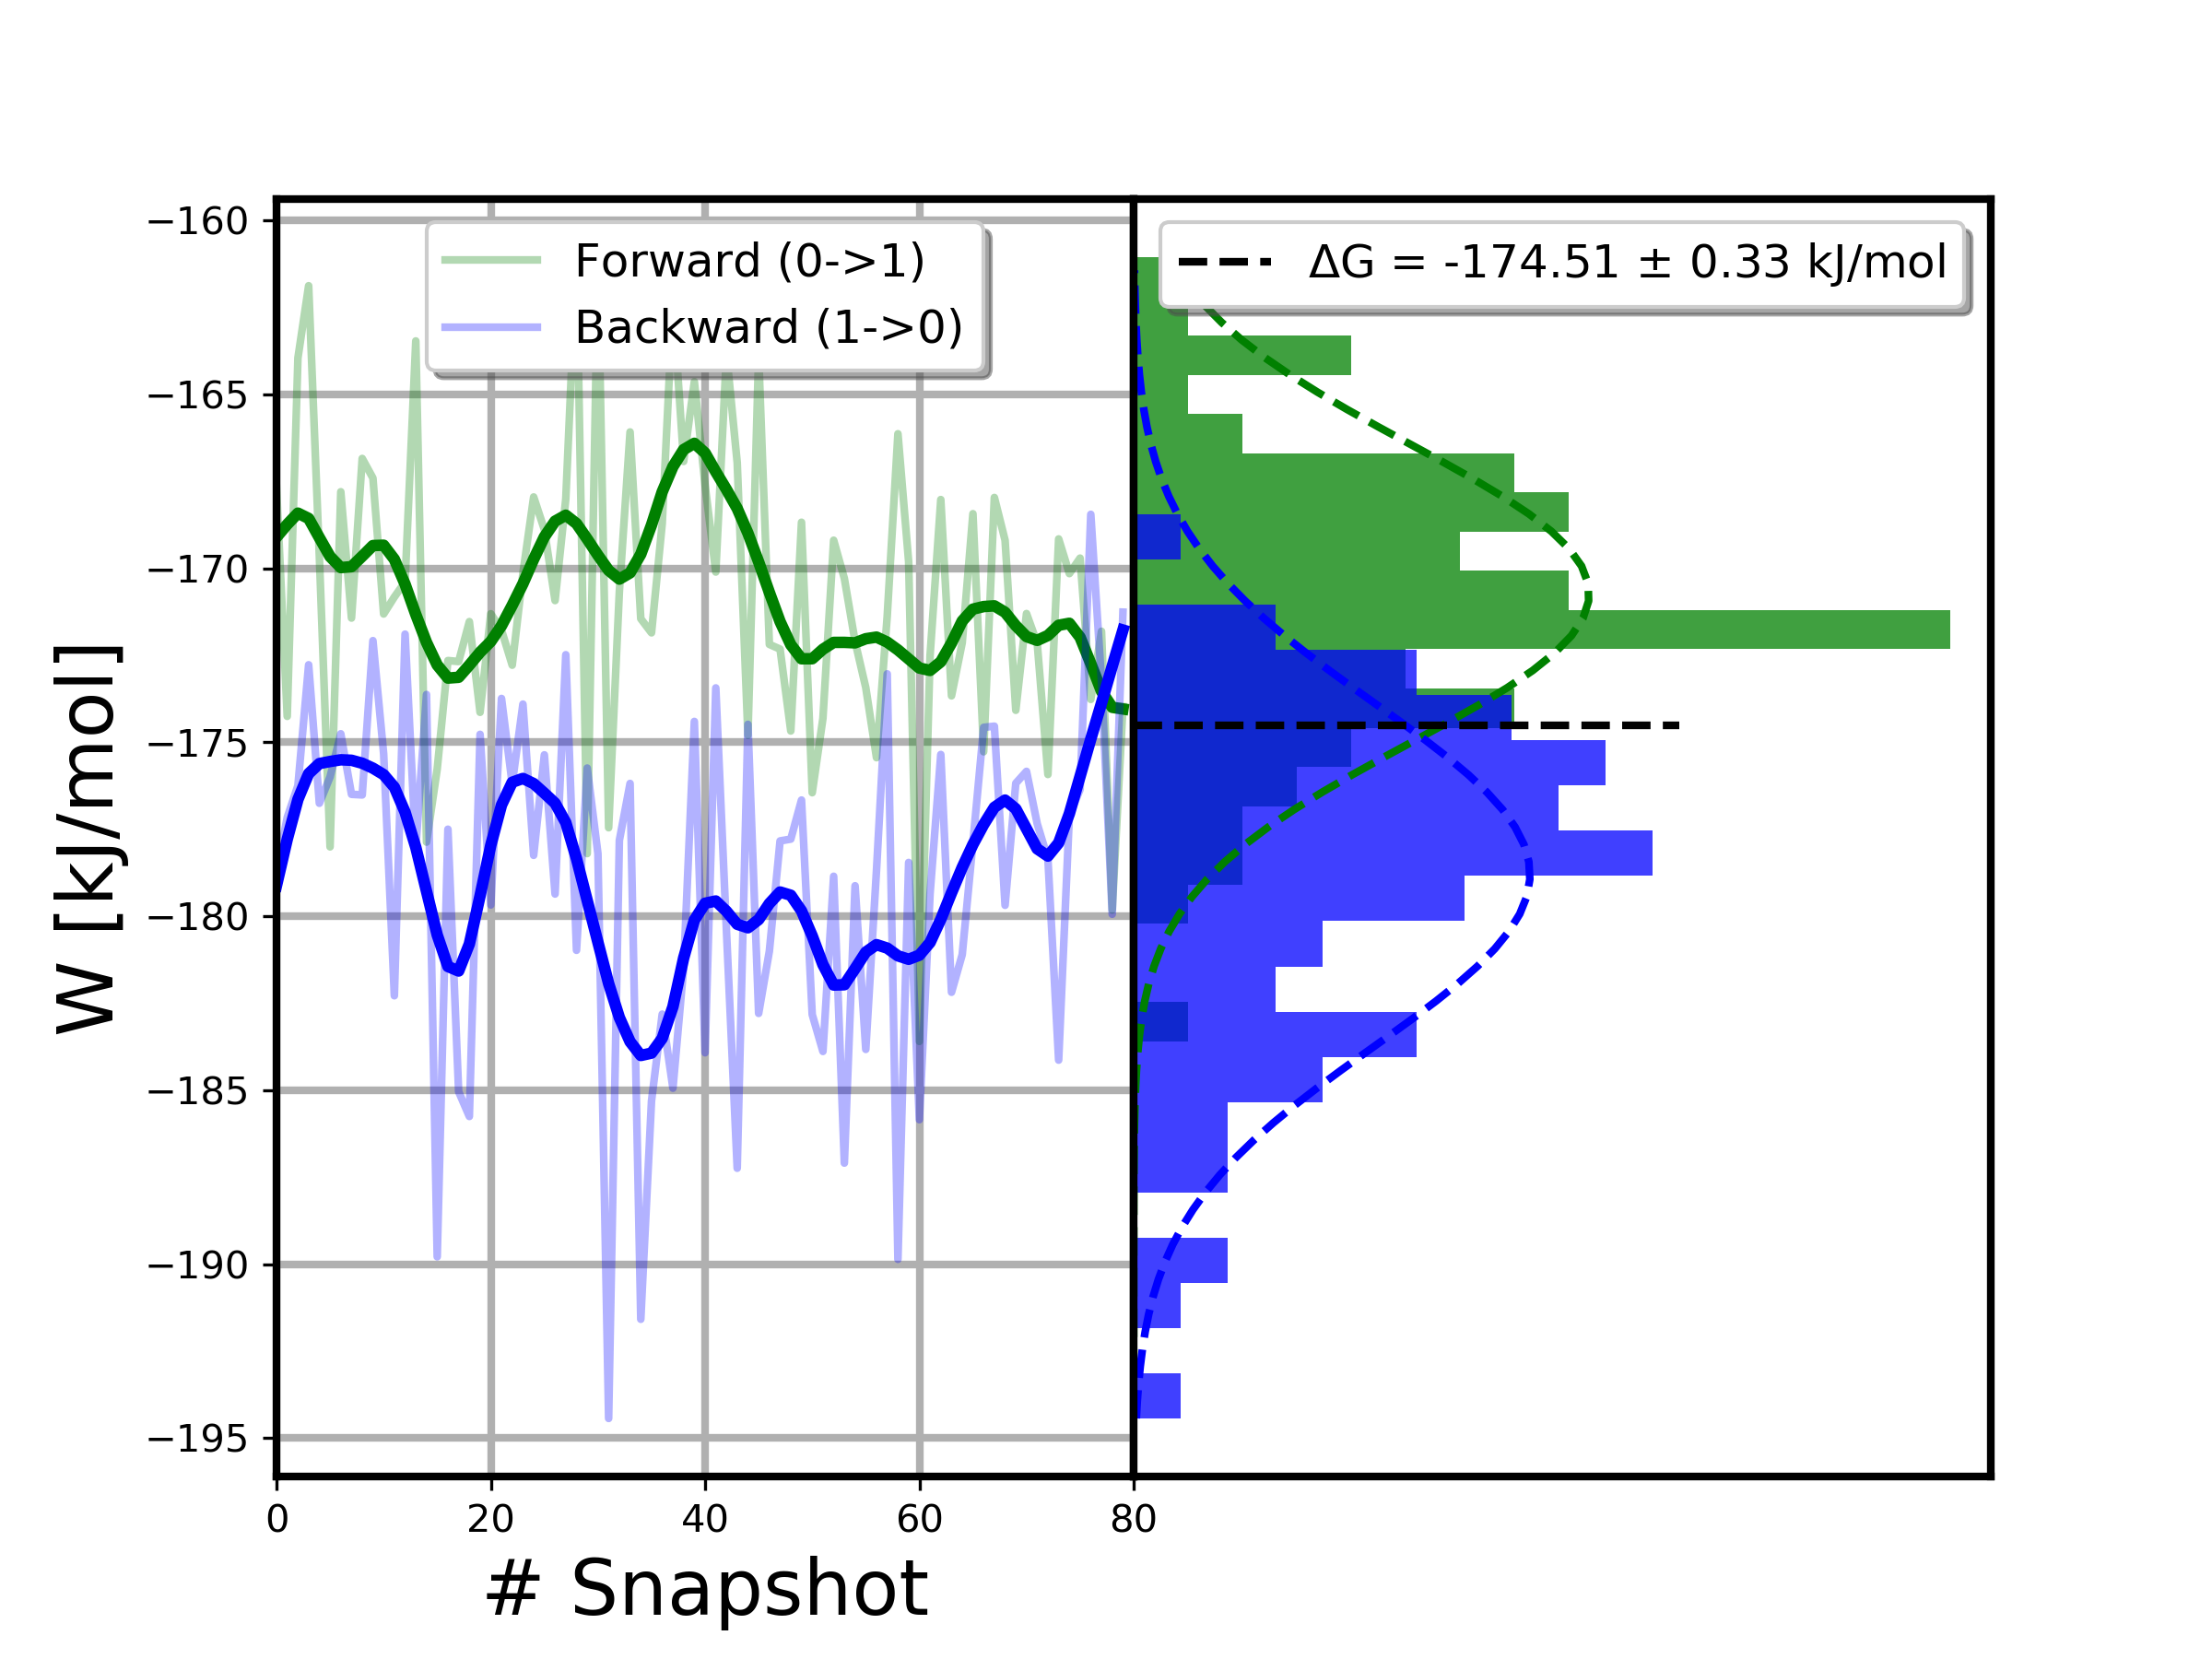 W [kJ/mol]
−160
−165
−170
−175
−180
−185
−190
−195
Forward (0->1)
Backward (1->0)
ΔG = -174.51 ± 0.33 kJ/mol
0 20 40 60 80
# Snapshot